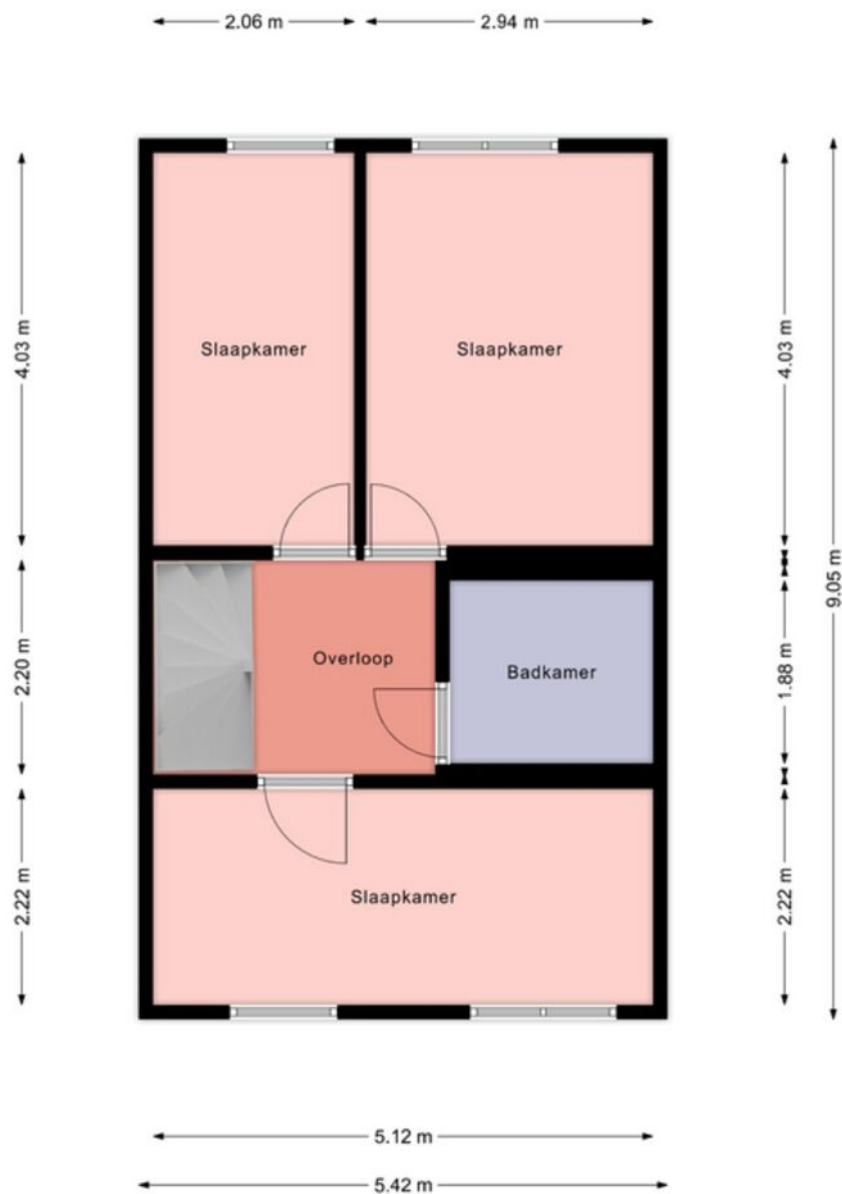 2.06 m
2.94 m
4.03 m
4.03 m
Slaapkamer
Slaapkamer
9.05 m
2.20 m
Overloop
Badkamer
1.88 m
2.22 m
Slaapkamer
2.22 m
5.12 m
5.42 m